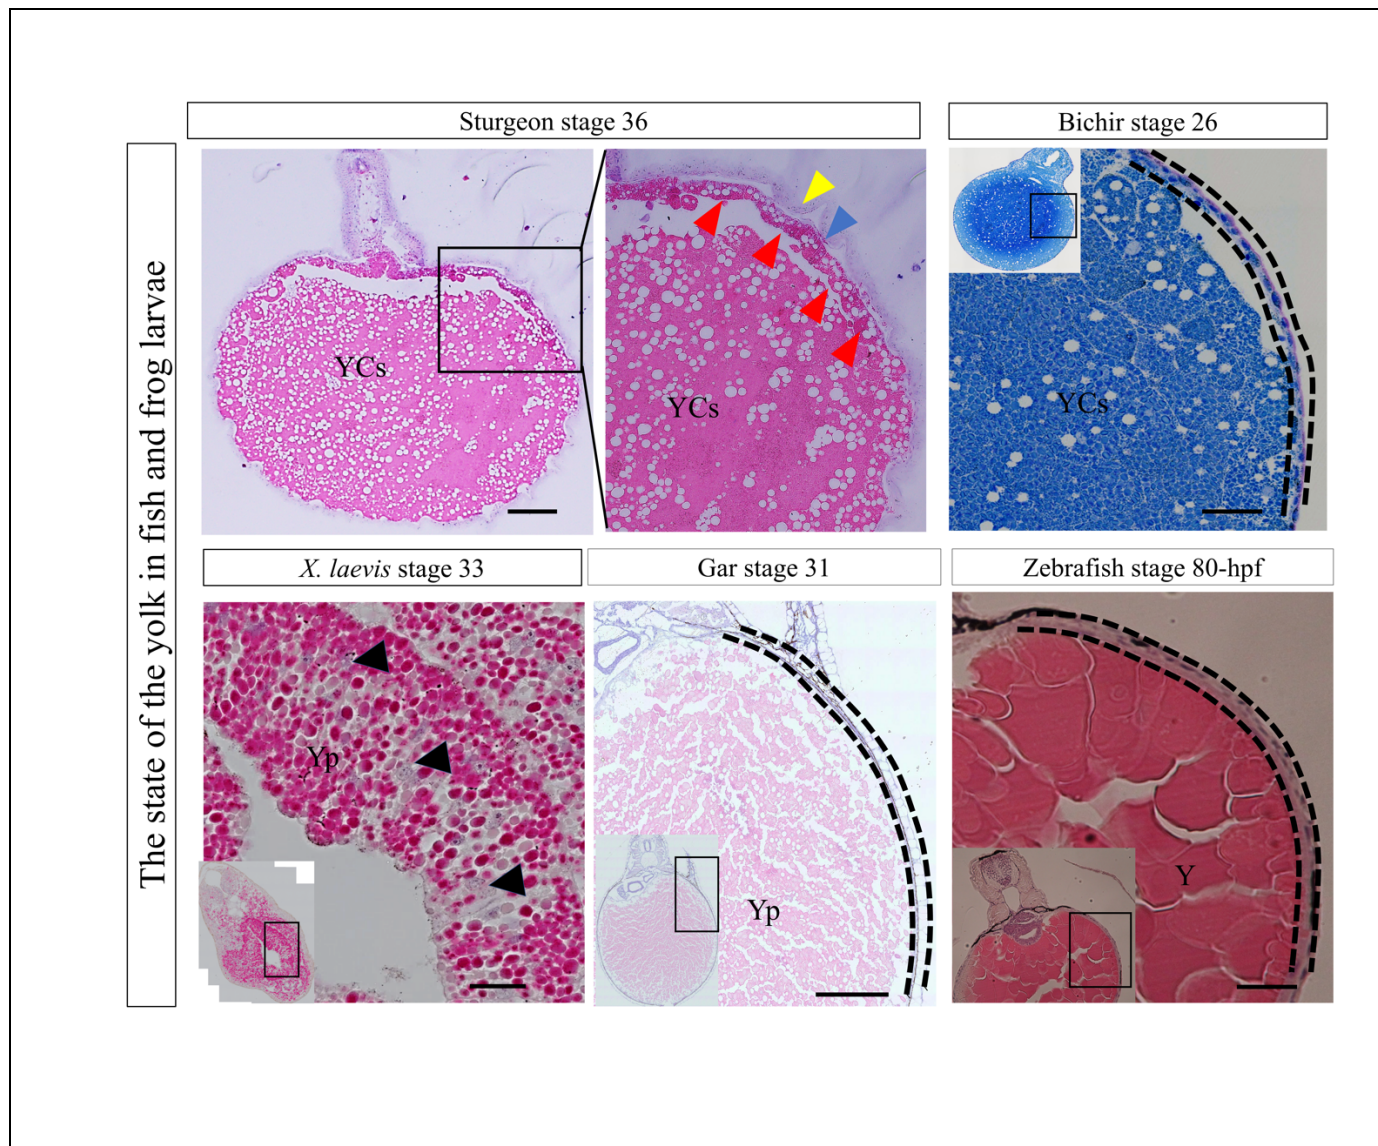 The state of the yolk in fish and frog larvae
Sturgeon stage 36
Bichir stage 26
YCs
YCs
YCs
X. laevis stage 33
Gar stage 31
Zebrafish stage 80-hpf
Yp
Yp
Y